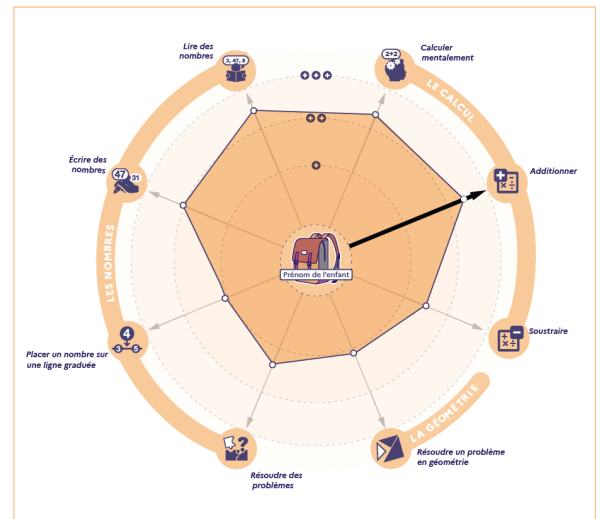 Lire des
nombres
3, 47, 8
2+2
Calculer
mentalement
LE CALCUL
Écrire des
nombres
47
31
Additionner
LES NOMBRES
Prénom de l'enfant
Placer un nombre sur
une ligne graduée
4
3
5
Soustraire
LA GÉOMÉTRIE
Résoudre des
problèmes
Résoudre un problème
en géométrie